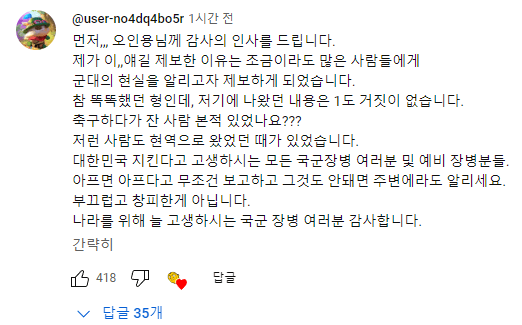 @user-no4dq4bo5r 1시간 전
먼저,,, 오인용님께 감사의 인사를 드립니다.
제가 이,,얘길 제보한 이유는 조금이라도 많은 사람들에게
군대의 현실을 알리고자 제보하게 되었습니다.
참 똑똑했던 형인데, 저기에 나왔던 내용은 1도 거짓이 없습니다.
축구하다가 잔 사람 본적 있었나요???
저런 사람도 현역으로 왔었던 때가 있었습니다.
대한민국 지킨다고 고생하시는 모든 국군장병 여러분 및 예비 장병분들.
아프면 아프다고 무조건 보고하고 그것도 안돼면 주변에라도 알리세요.
부끄럽고 창피한게 아닙니다.
나라를 위해 늘 고생하시는 국군 장병 여러분 감사합니다.
간략히
418 답글
답글 35개